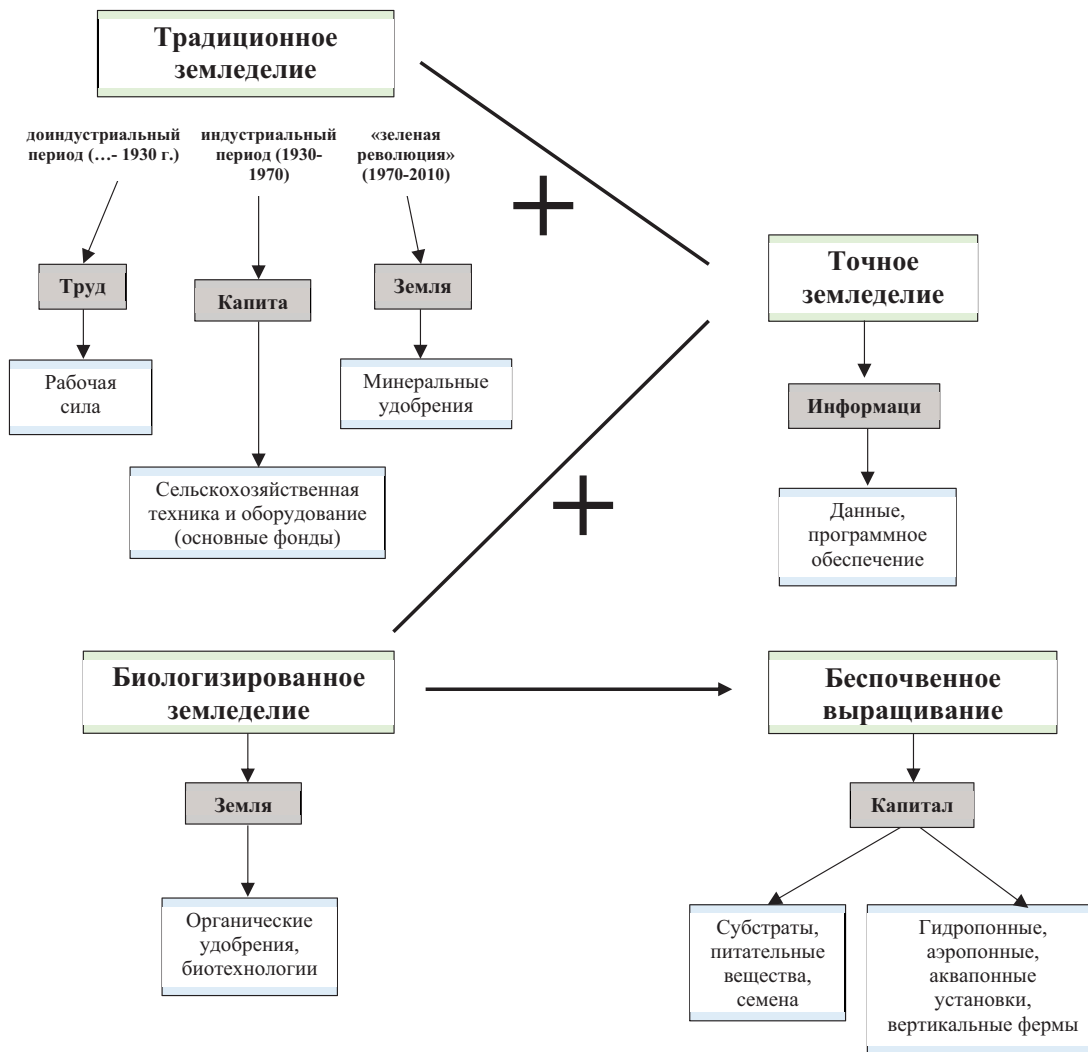 Традиционное
земледелие
доиндустриальный
период (…- 1930 г.)
индустриальный
период (1930-
1970)
«зеленая
революция»
(1970-2010)
Труд
Капита
Земля
Рабочая
сила
Минеральные
удобрения
Сельскохозяйственная
техника и оборудование
(основные фонды)
Точное
земледелие
Информаци
Данные,
программное
обеспечение
Биологизированное
земледелие
Земля
Органические
удобрения,
биотехнологии
Беспочвенное
выращивание
Капитал
Субстраты,
питательные
вещества,
семена
Гидропонные,
аэропонные,
аквапонные
установки,
вертикальные фермы